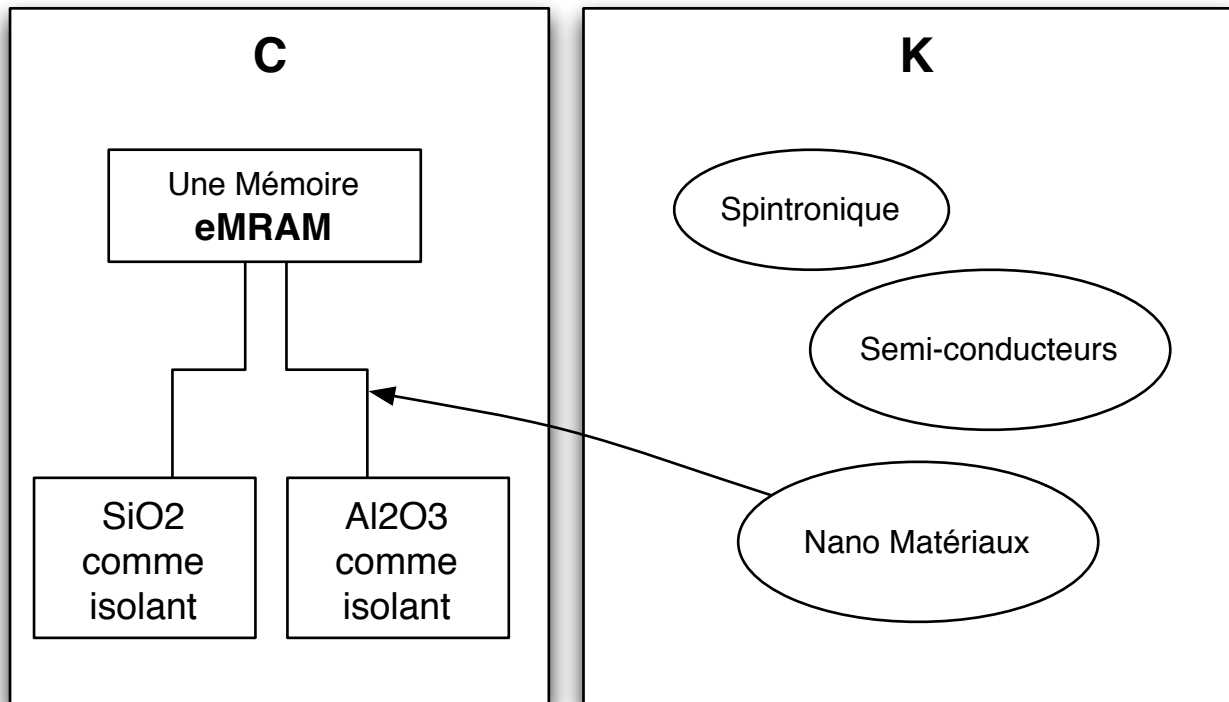 C
Une Mémoire
eMRAM
SiO2
comme
isolant
Al2O3
comme
isolant
K
Spintronique
Semi-conducteurs
Nano Matériaux